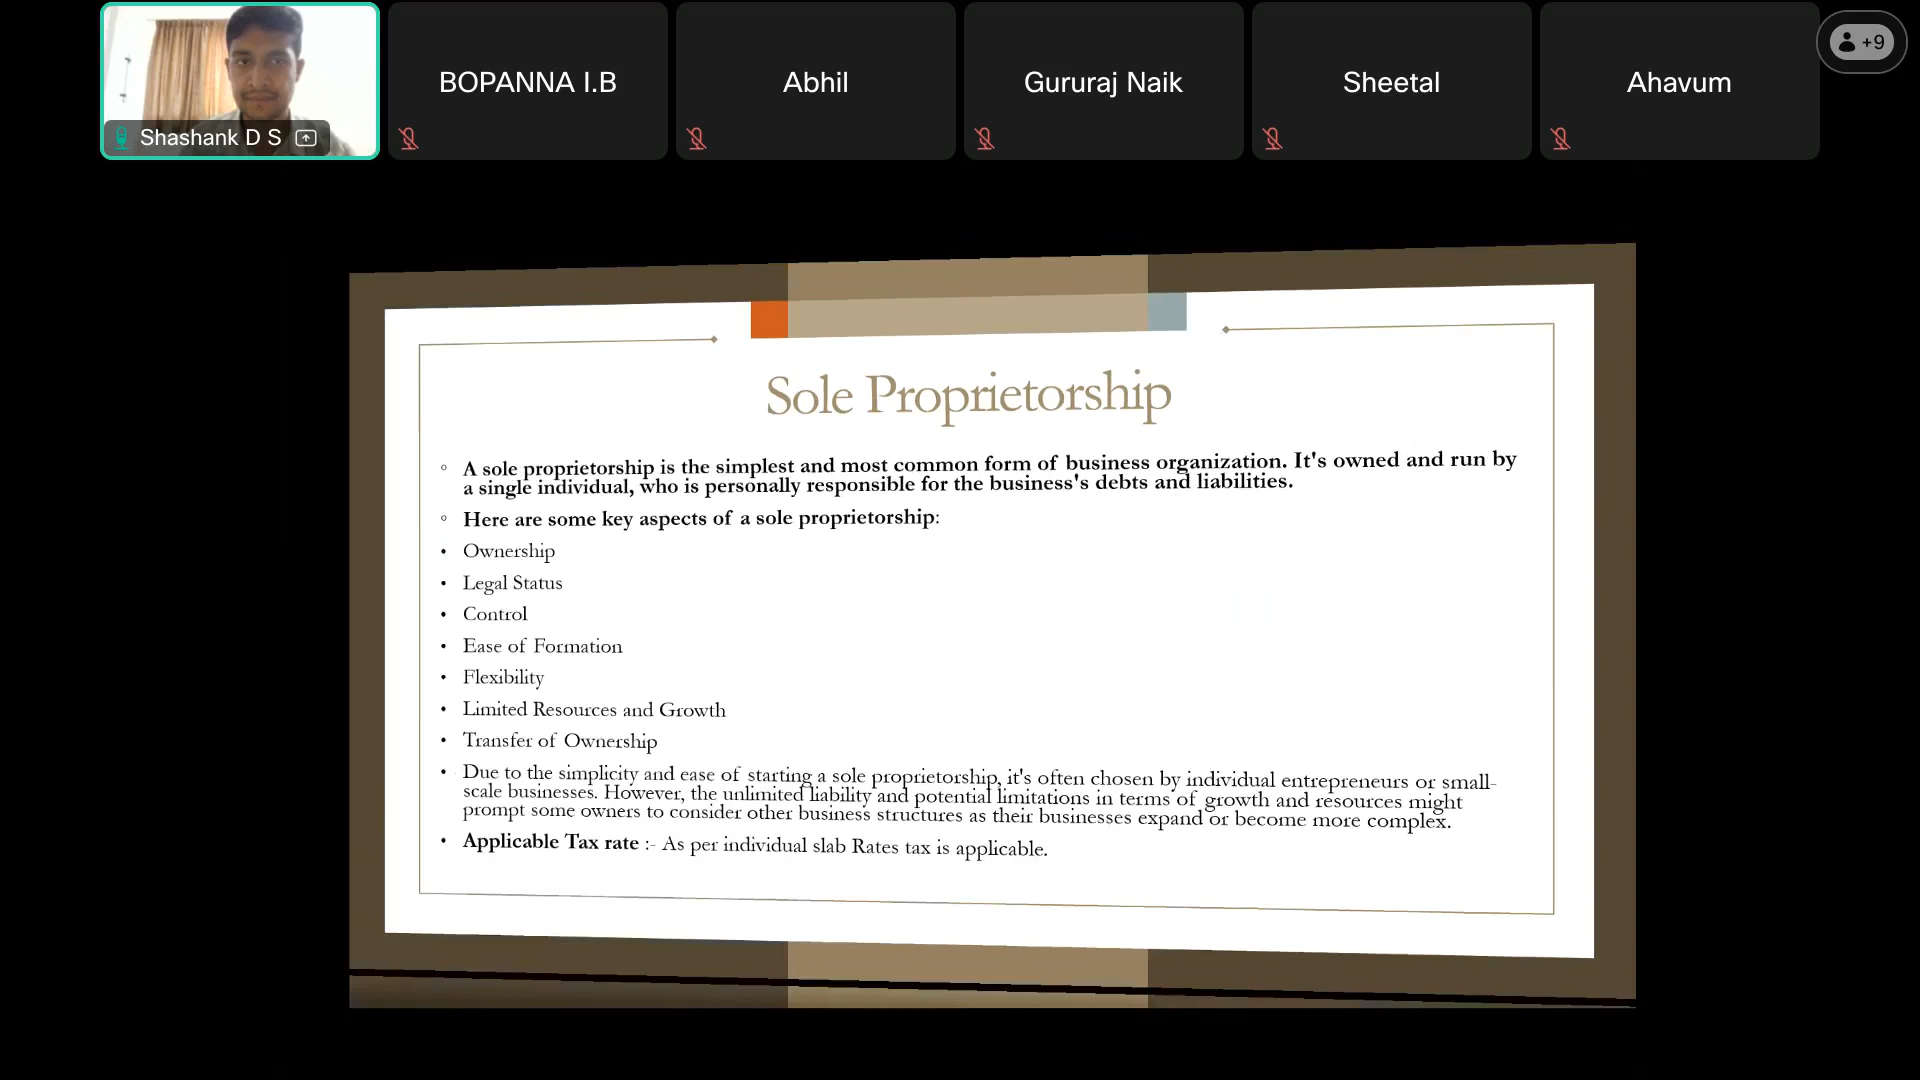 Shashank D S
BOPANNA I.B
Abhil
Gururaj Naik
Sheetal
Ahavum
+9
Sole Proprietorship
◦ A sole proprietorship is the simplest and most common form of business organization. It's owned and run by
a single individual, who is personally responsible for the business's debts and liabilities.
◦ Here are some key aspects of a sole proprietorship:
• Ownership
• Legal Status
• Control
• Ease of Formation
• Flexibility
• Limited Resources and Growth
• Transfer of Ownership
• Due to the simplicity and ease of starting a sole proprietorship, it's often chosen by individual entrepreneurs or small-
scale businesses. However, the unlimited liability and potential limitations in terms of growth and resources might
prompt some owners to consider other business structures as their businesses expand or become more complex.
• Applicable Tax rate :- As per individual slab Rates tax is applicable.